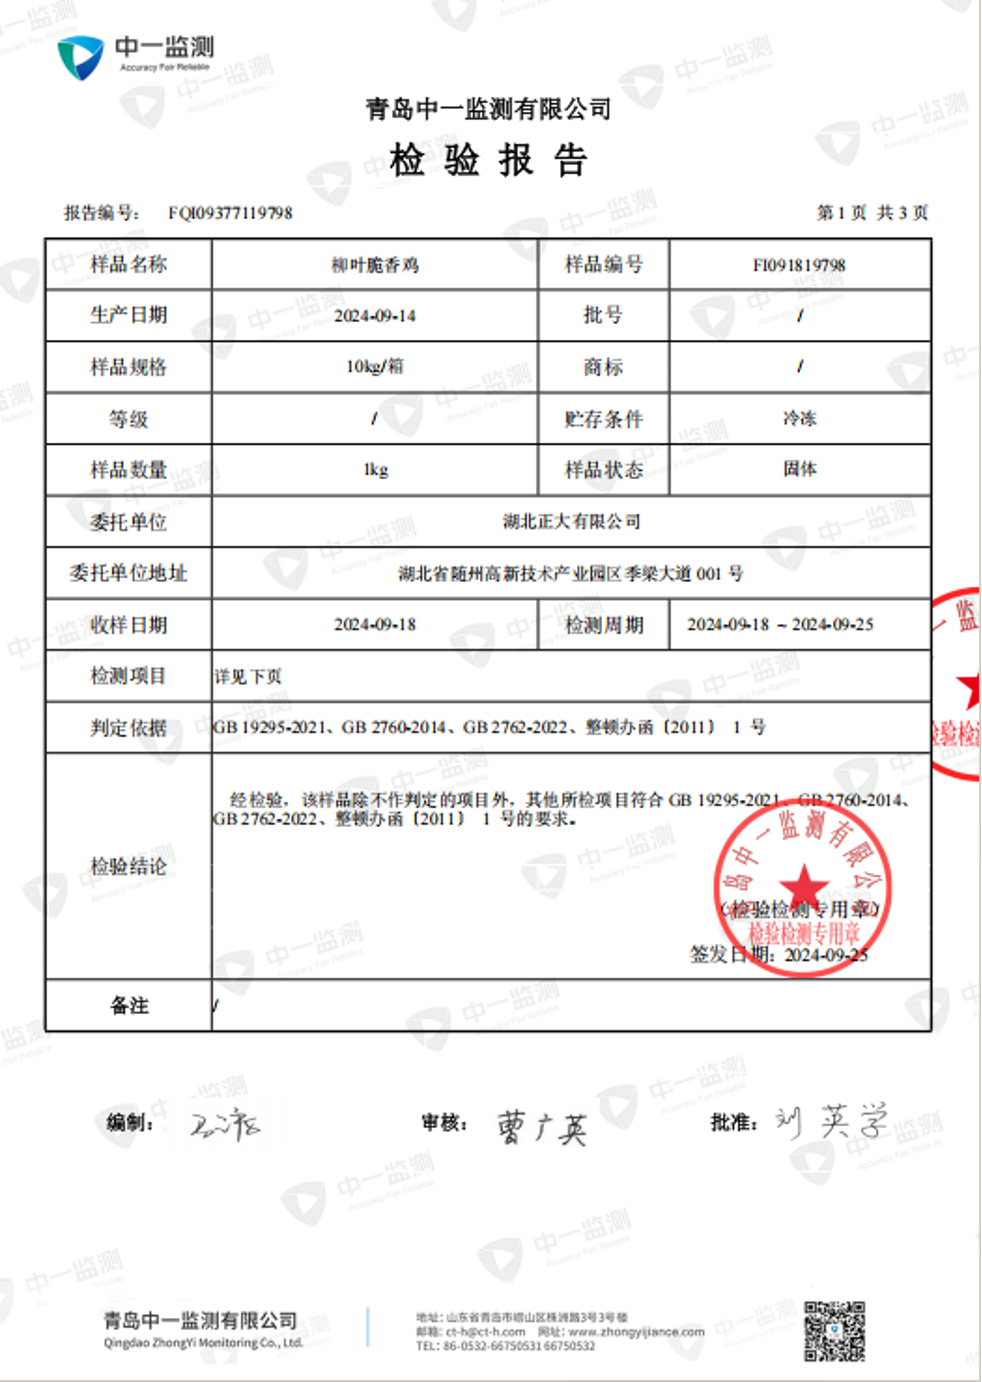 中一监测
Accuracy Fair Reliable
青岛中一监测有限公司
检验报告
报告编号： FQI09377119798
第1页 共3页
样品名称 柳叶脆香鸡 样品编号 FI091819798
生产日期 2024-09-14 批号 /
样品规格 10kg/箱 商标 /
等级 / 贮存条件 冷冻
样品数量 1kg 样品状态 固体
委托单位 湖北正大有限公司
委托单位地址 湖北省随州高新技术产业园区季梁大道 001 号
收样日期 2024-09-18 检测周期 2024-09-18 ~ 2024-09-25
检测项目 详见下页
判定依据 GB 19295-2021、GB 2760-2014、GB 2762-2022、整顿办函〔2011〕 1 号
经检验，该样品除不作判定的项目外，其他所检项目符合 GB 19295-2021、GB 2760-2014、
GB 2762-2022、整顿办函〔2011〕 1 号的要求。
检验结论
青岛中一监测有限公司
（检验检测专用章）
检验检测专用章
签发日期：2024-09-25
备注 /
编制：
审核： 曹广英
批准： 刘英学
青岛中一监测有限公司
Qingdao ZhongYi Monitoring Co., Ltd.
地址：山东省青岛市崂山区株洲路3号3号楼
邮箱：ct-h@ct-h.com 网址：www.zhongyijiance.com
TEL：86-0532-66750531 66750532